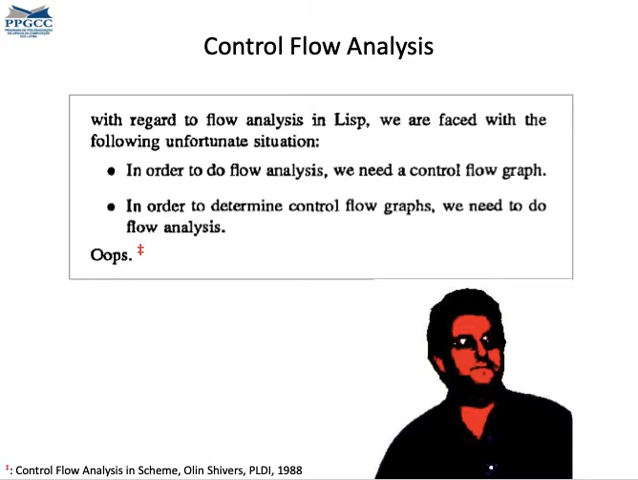 PPGCC
Control Flow Analysis
with regard to flow analysis in Lisp, we are faced with the
following unfortunate situation:
• In order to do flow analysis, we need a control flow graph.
• In order to determine control flow graphs, we need to do
flow analysis.
Oops. ‡
‡: Control Flow Analysis in Scheme, Olin Shivers, PLDI, 1988